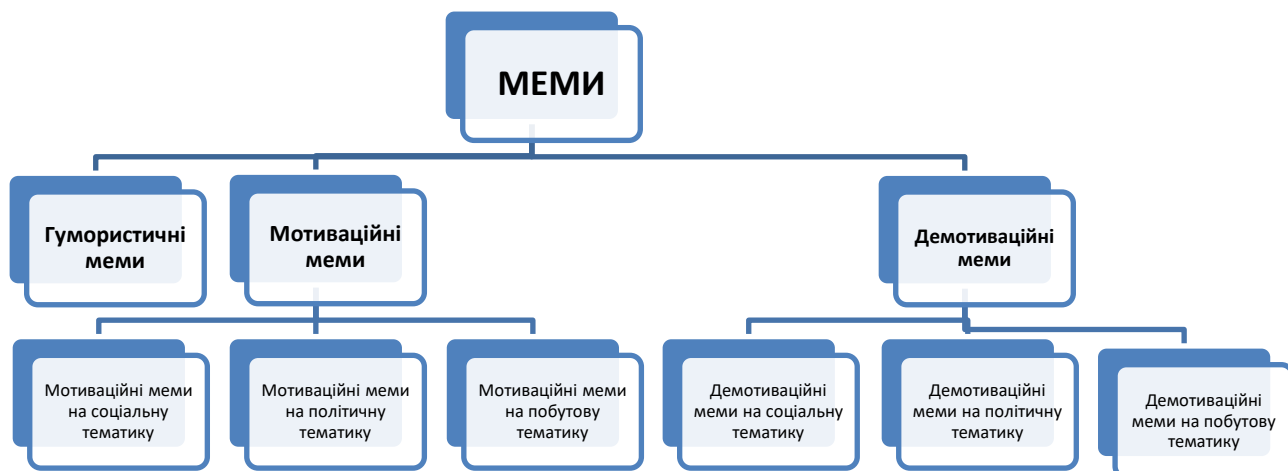 МЕМИ
Гумористичні
меми
Мотиваційні
меми
Демотиваційні
меми
Мотиваційні меми
на соціальну
тематику
Мотиваційні меми
на політичну
тематику
Мотиваційні меми
на побутову
тематику
Демотиваційні
меми на соціальну
тематику
Демотиваційні
меми на політичну
тематику
Демотиваційні
меми на побутову
тематику